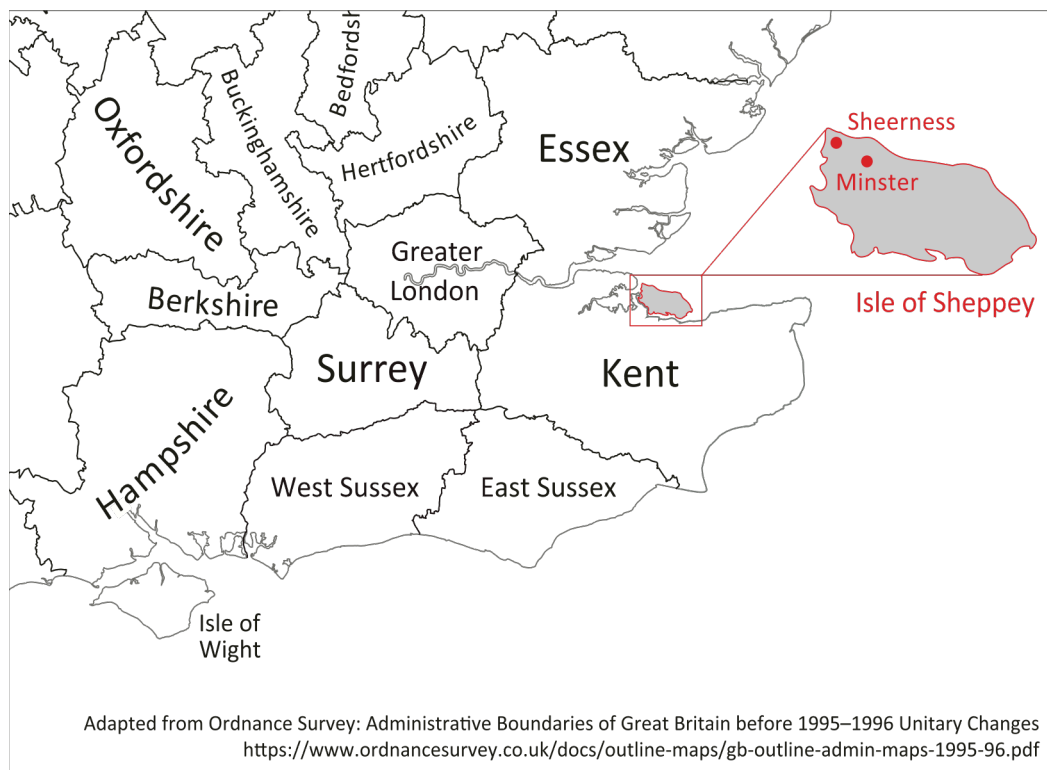 Bedfordsh
Buckinghamshire
Oxfordshire
Hertfordshire
Essex
Sheerness
Minster
Greater
London
Berkshire
Isle of Sheppey
Surrey
Kent
Hampshire
West Sussex
East Sussex
Isle of
Wight
Adapted from Ordnance Survey: Administrative Boundaries of Great Britain before 1995–1996 Unitary Changes
https://www.ordnancesurvey.co.uk/docs/outline-maps/gb-outline-admin-maps-1995-96.pdf